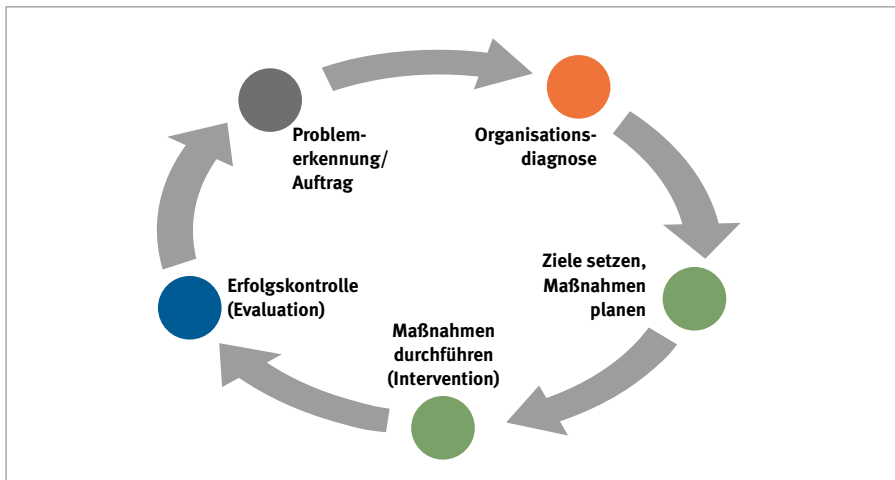 Problem-
erkennung/
Auftrag
Organisations-
diagnose
Ziele setzen,
Maßnahmen
planen
Maßnahmen
durchführen
(Intervention)
Erfolgskontrolle
(Evaluation)